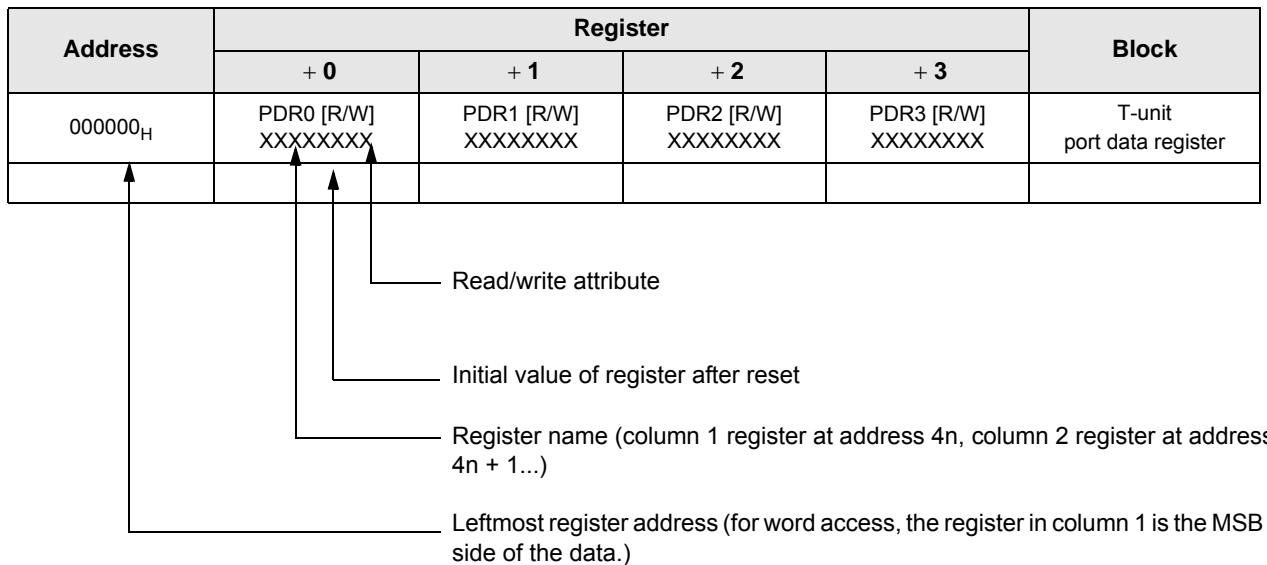 Address
Register
Block
+ 0
+ 1
+ 2
+ 3
000000H
PDR0 [R/W]
XXXXXXXX
PDR1 [R/W]
XXXXXXXX
PDR2 [R/W]
XXXXXXXX
PDR3 [R/W]
XXXXXXXX
T-unit
port data register
Read/write attribute
Initial value of register after reset
Register name (column 1 register at address 4n, column 2 register at address
4n + 1...)
Leftmost register address (for word access, the register in column 1 is the MSB
side of the data.)